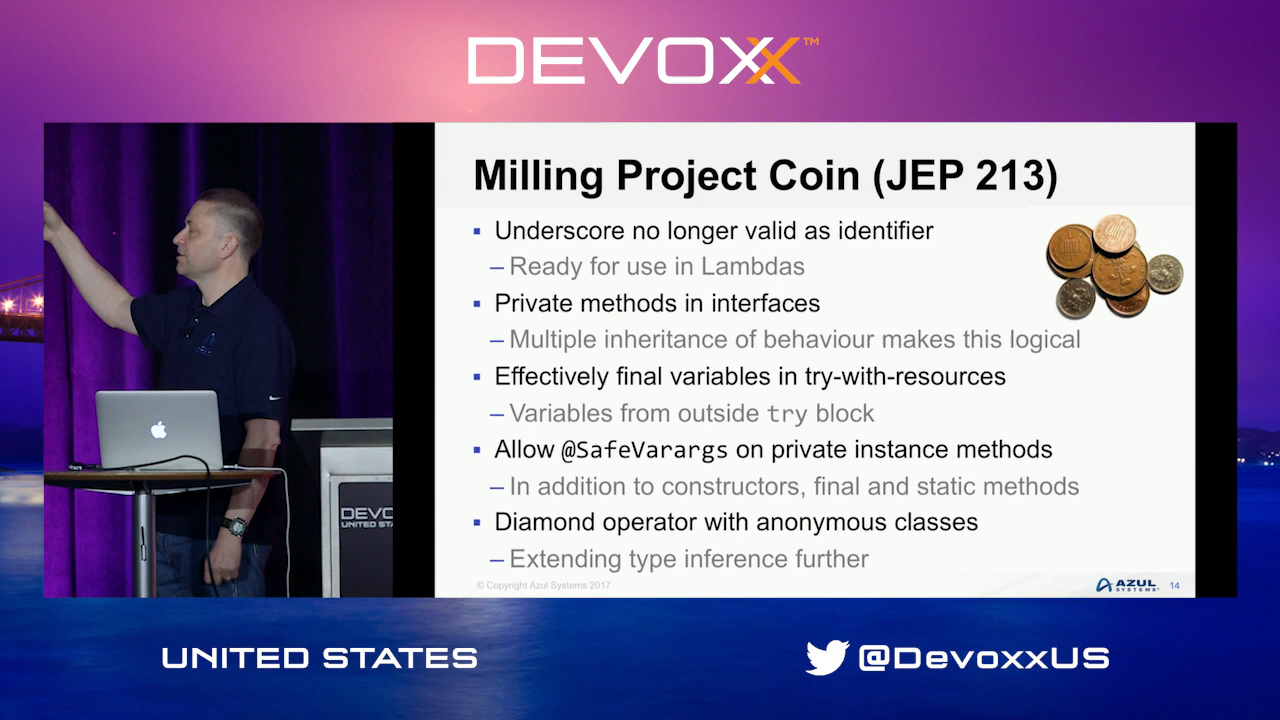 DEVOXX™
Milling Project Coin (JEP 213)
▪ Underscore no longer valid as identifier
– Ready for use in Lambdas
▪ Private methods in interfaces
– Multiple inheritance of behaviour makes this logical
▪ Effectively final variables in try-with-resources
– Variables from outside try block
▪ Allow @SafeVarargs on private instance methods
– In addition to constructors, final and static methods
▪ Diamond operator with anonymous classes
– Extending type inference further
© Copyright Azul Systems 2017
AZUL
SYSTEMS
14
DEVO
UNITED STA
UNITED STATES
@DevoxxUS